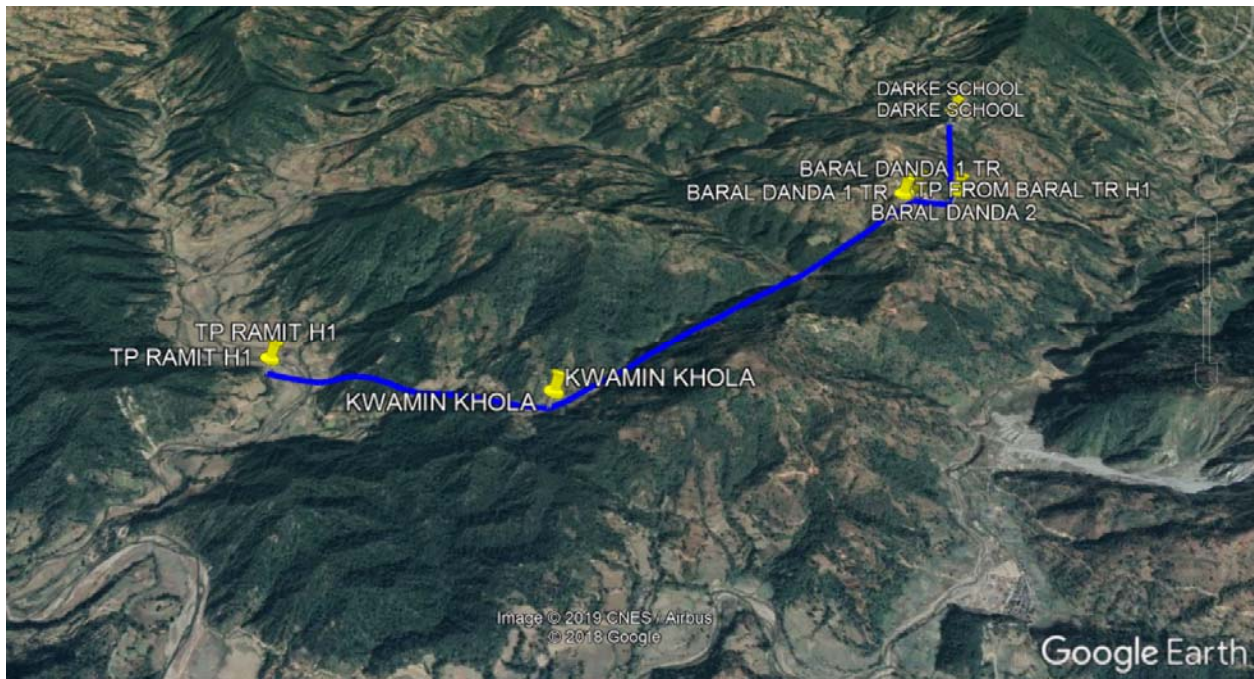 DARKE SCHOOL
DARKE SCHOOL
BARAL DANDA 1 TR
BARAL DANDA 1 TR
TP FROM BARAL TR H1
BARAL DANDA 2
TP RAMIT H1
TP RAMIT H1
KWAMIN KHOLA
KWAMIN KHOLA
Image © 2019 CNES / Airbus
© 2018 Google
Google Earth